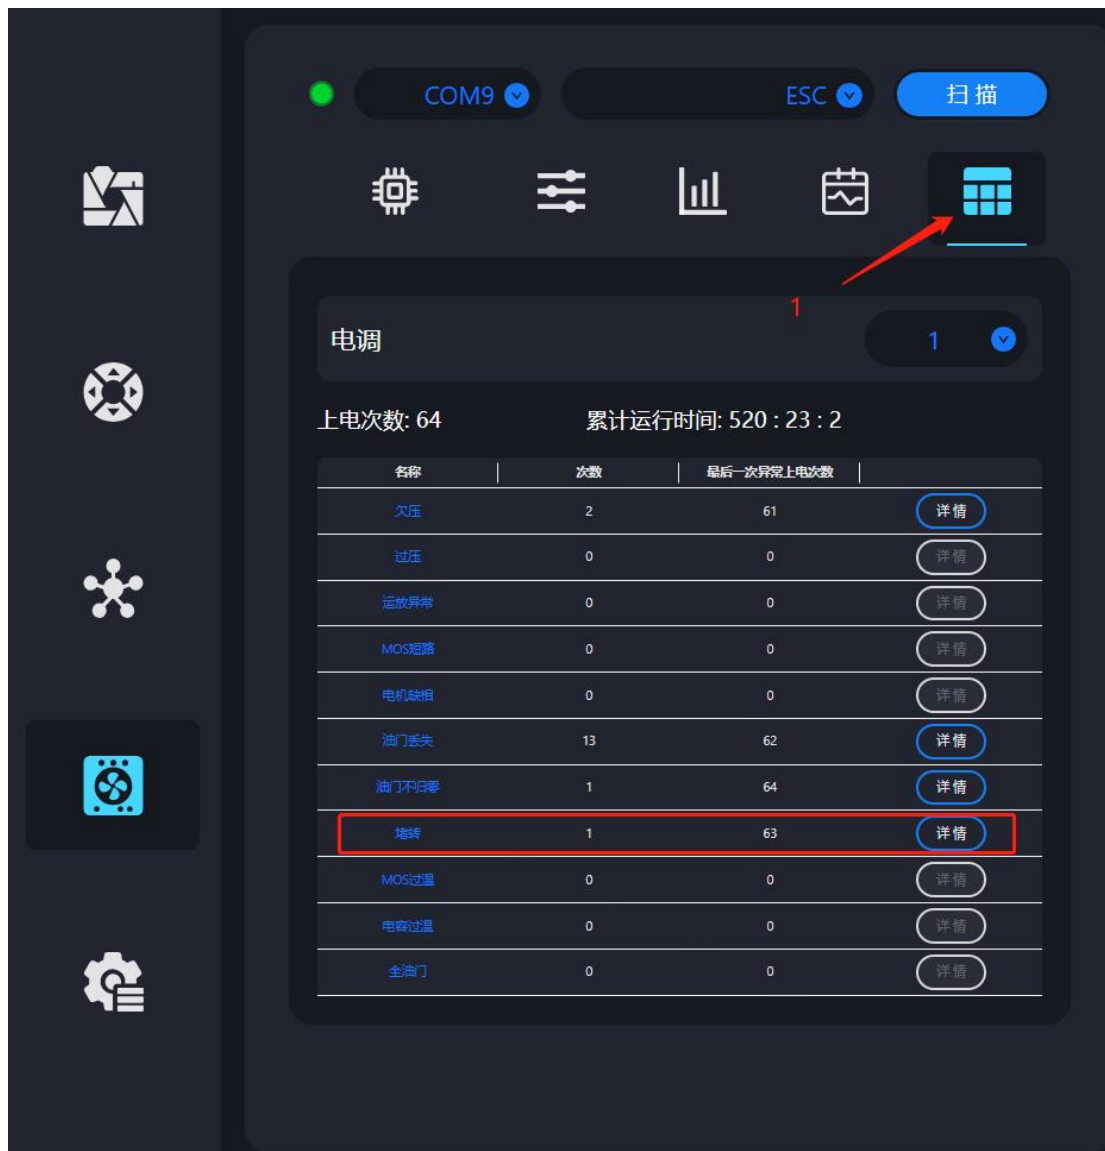 COM9 ESC 扫描
1
电调 1
上电次数: 64 累计运行时间: 520 : 23 : 2
名称 次数 最后一次异常上电次数
欠压 2 61 详情
过压 0 0 详情
运放异常 0 0 详情
MOS短路 0 0 详情
电机缺相 0 0 详情
油门丢失 13 62 详情
油门不归零 1 64 详情
堵转 1 63 详情
MOS过温 0 0 详情
电容过温 0 0 详情
全油门 0 0 详情